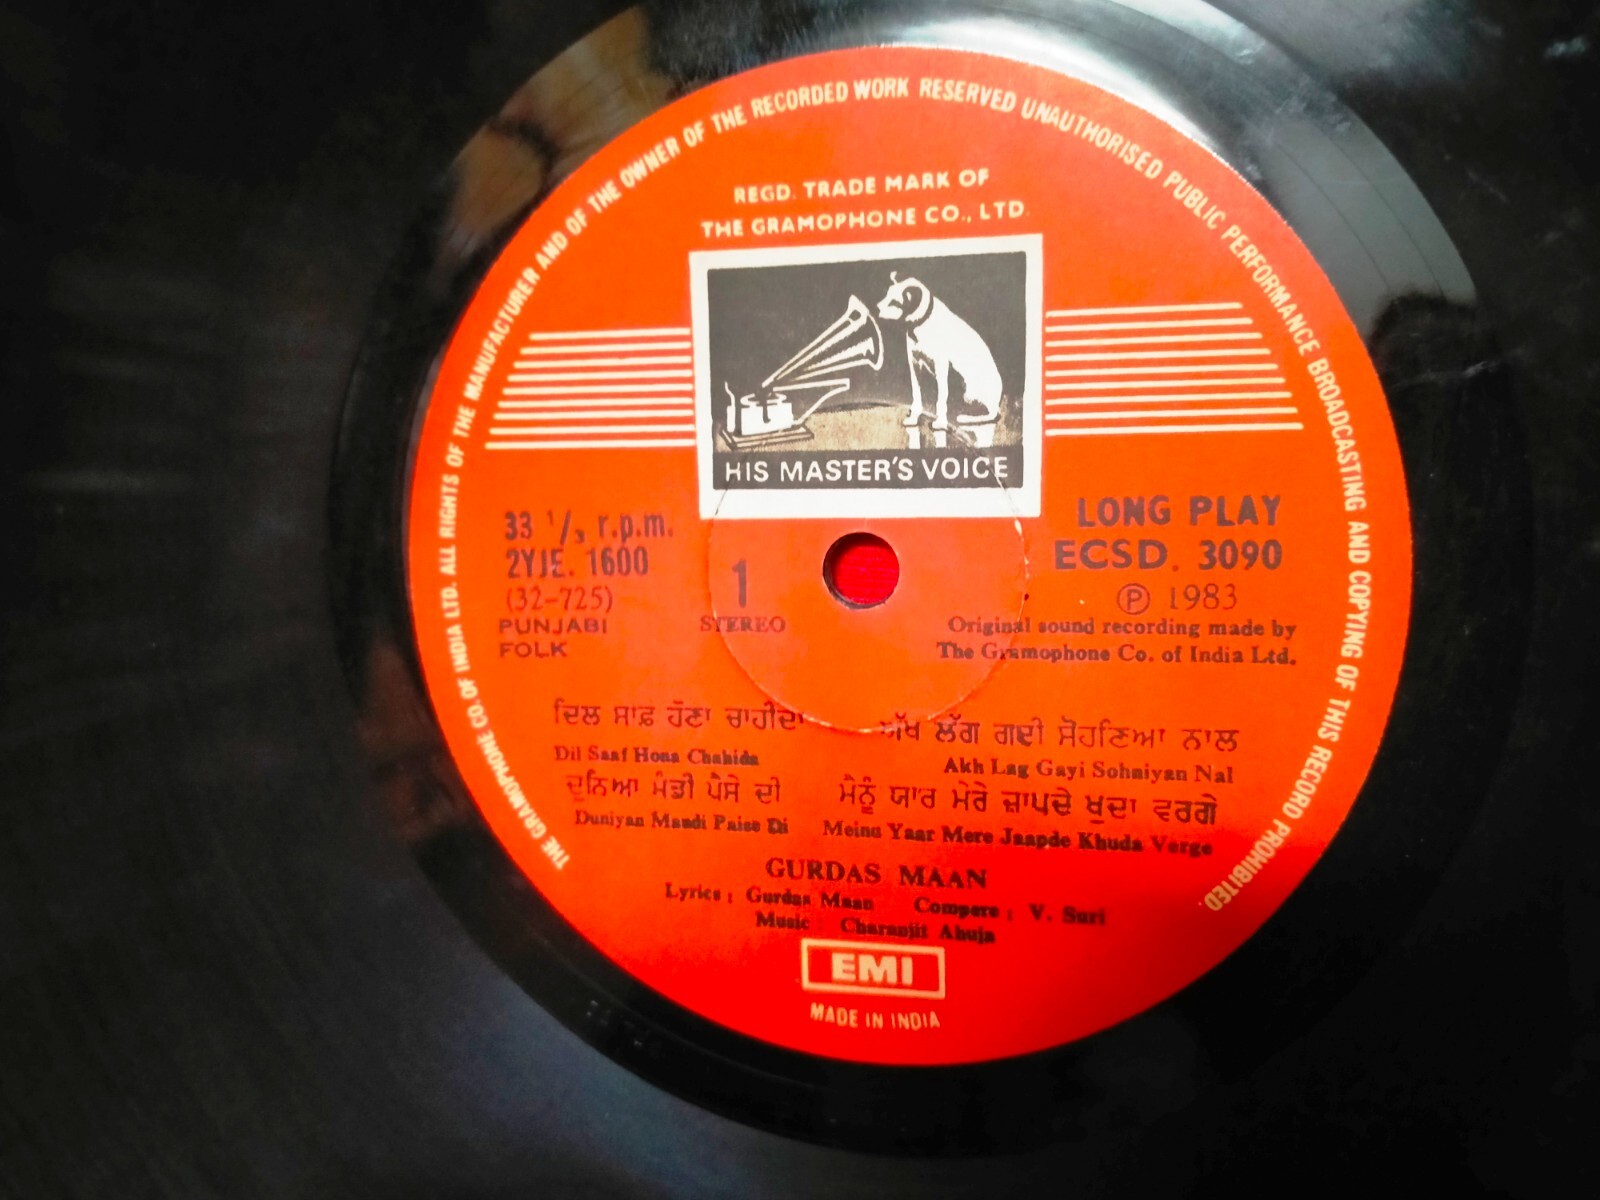 THE GRAMOPHONE CO. OF INDIA LTD. ALL RIGHTS OF THE MANUFACTURER AND OF THE OWNER OF THE RECORDED WORK RESERVED UNAUTHORISED PUBLIC PERFORMANCE BROADCASTING AND COPYING OF THIS RECORD PROHIBITED
REGD. TRADE MARK OF
THE GRAMOPHONE CO., LTD.
HIS MASTER'S VOICE
33 1/3 r.p.m.
2YJE. 1600
(32-725)
PUNJABI
FOLK
1
STEREO
LONG PLAY
ECSD. 3090
℗ 1983
Original sound recording made by
The Gramophone Co. of India Ltd.
ਦਿਲ ਸਾਫ਼ ਹੋਣਾ ਚਾਹੀਦਾ
Dil Saaf Hona Chahida
ਦੁਨਿਆ ਮੰਡੀ ਪੈਸੇ ਦੀ
Duniyan Mandi Paise Di
ਅੱਖ ਲੱਗ ਗਈ ਸੋਹਣਿਆ ਨਾਲ
Akh Lag Gayi Sohniyan Nal
ਮੈਨੂੰ ਯਾਰ ਮੇਰੇ ਜ਼ਾਪਦੇ ਖੁਦਾ ਵਰਗੇ
Meinu Yaar Mere Jaapde Khuda Verge
GURDAS MAAN
Lyrics : Gurdas Maan Compere : V. Suri
Music Charanjit Ahuja
EMI
MADE IN INDIA